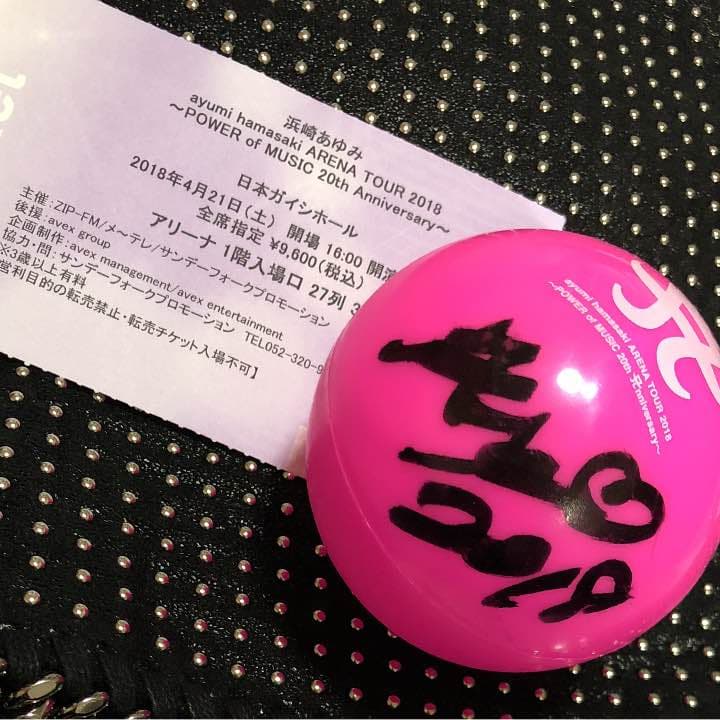 浜崎あゆみ
ayumi hamasaki ARENA TOUR 2018
～POWER of MUSIC 20th Anniversary～
日本ガイシホール
2018年4月21日(土) 開場 16:00 開演
全席指定 ¥9,600(税込)
アリーナ 1階入場口 27列 3
主催：ZIP-FM/メ～テレ/サンデーフォークプロモーション
後援：avex group
企画制作：avex management/avex entertainment
協力・問：サンデーフォークプロモーション TEL052-320-9
※3歳以上有料
営利目的の転売禁止・転売チケット入場不可】
ayumi hamasaki ARENA TOUR 2018
～POWER of MUSIC 20th Anniversary～